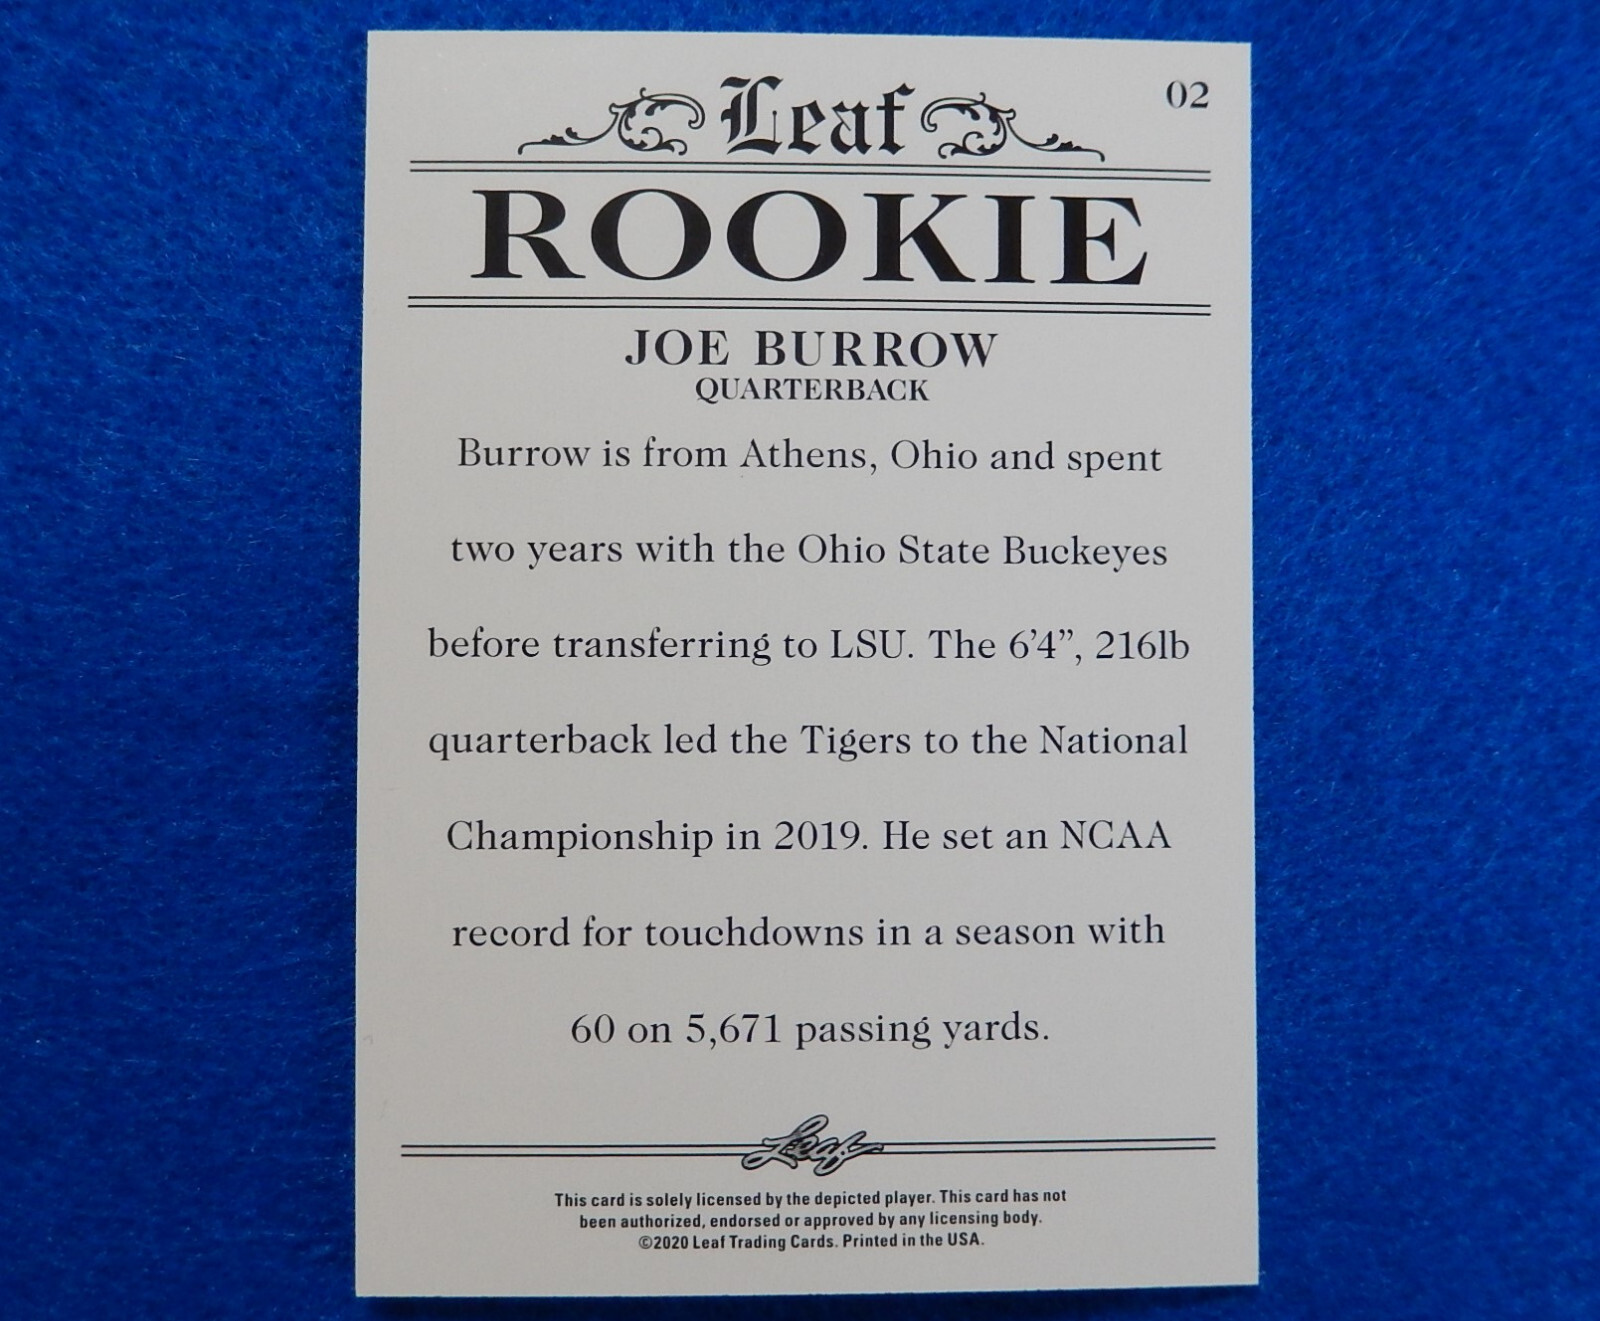 02
Leaf
ROOKIE
JOE BURROW
QUARTERBACK
Burrow is from Athens, Ohio and spent
two years with the Ohio State Buckeyes
before transferring to LSU. The 6’4”, 216lb
quarterback led the Tigers to the National
Championship in 2019. He set an NCAA
record for touchdowns in a season with
60 on 5,671 passing yards.
Leaf
This card is solely licensed by the depicted player. This card has not
been authorized, endorsed or approved by any licensing body.
©2020 Leaf Trading Cards. Printed in the USA.